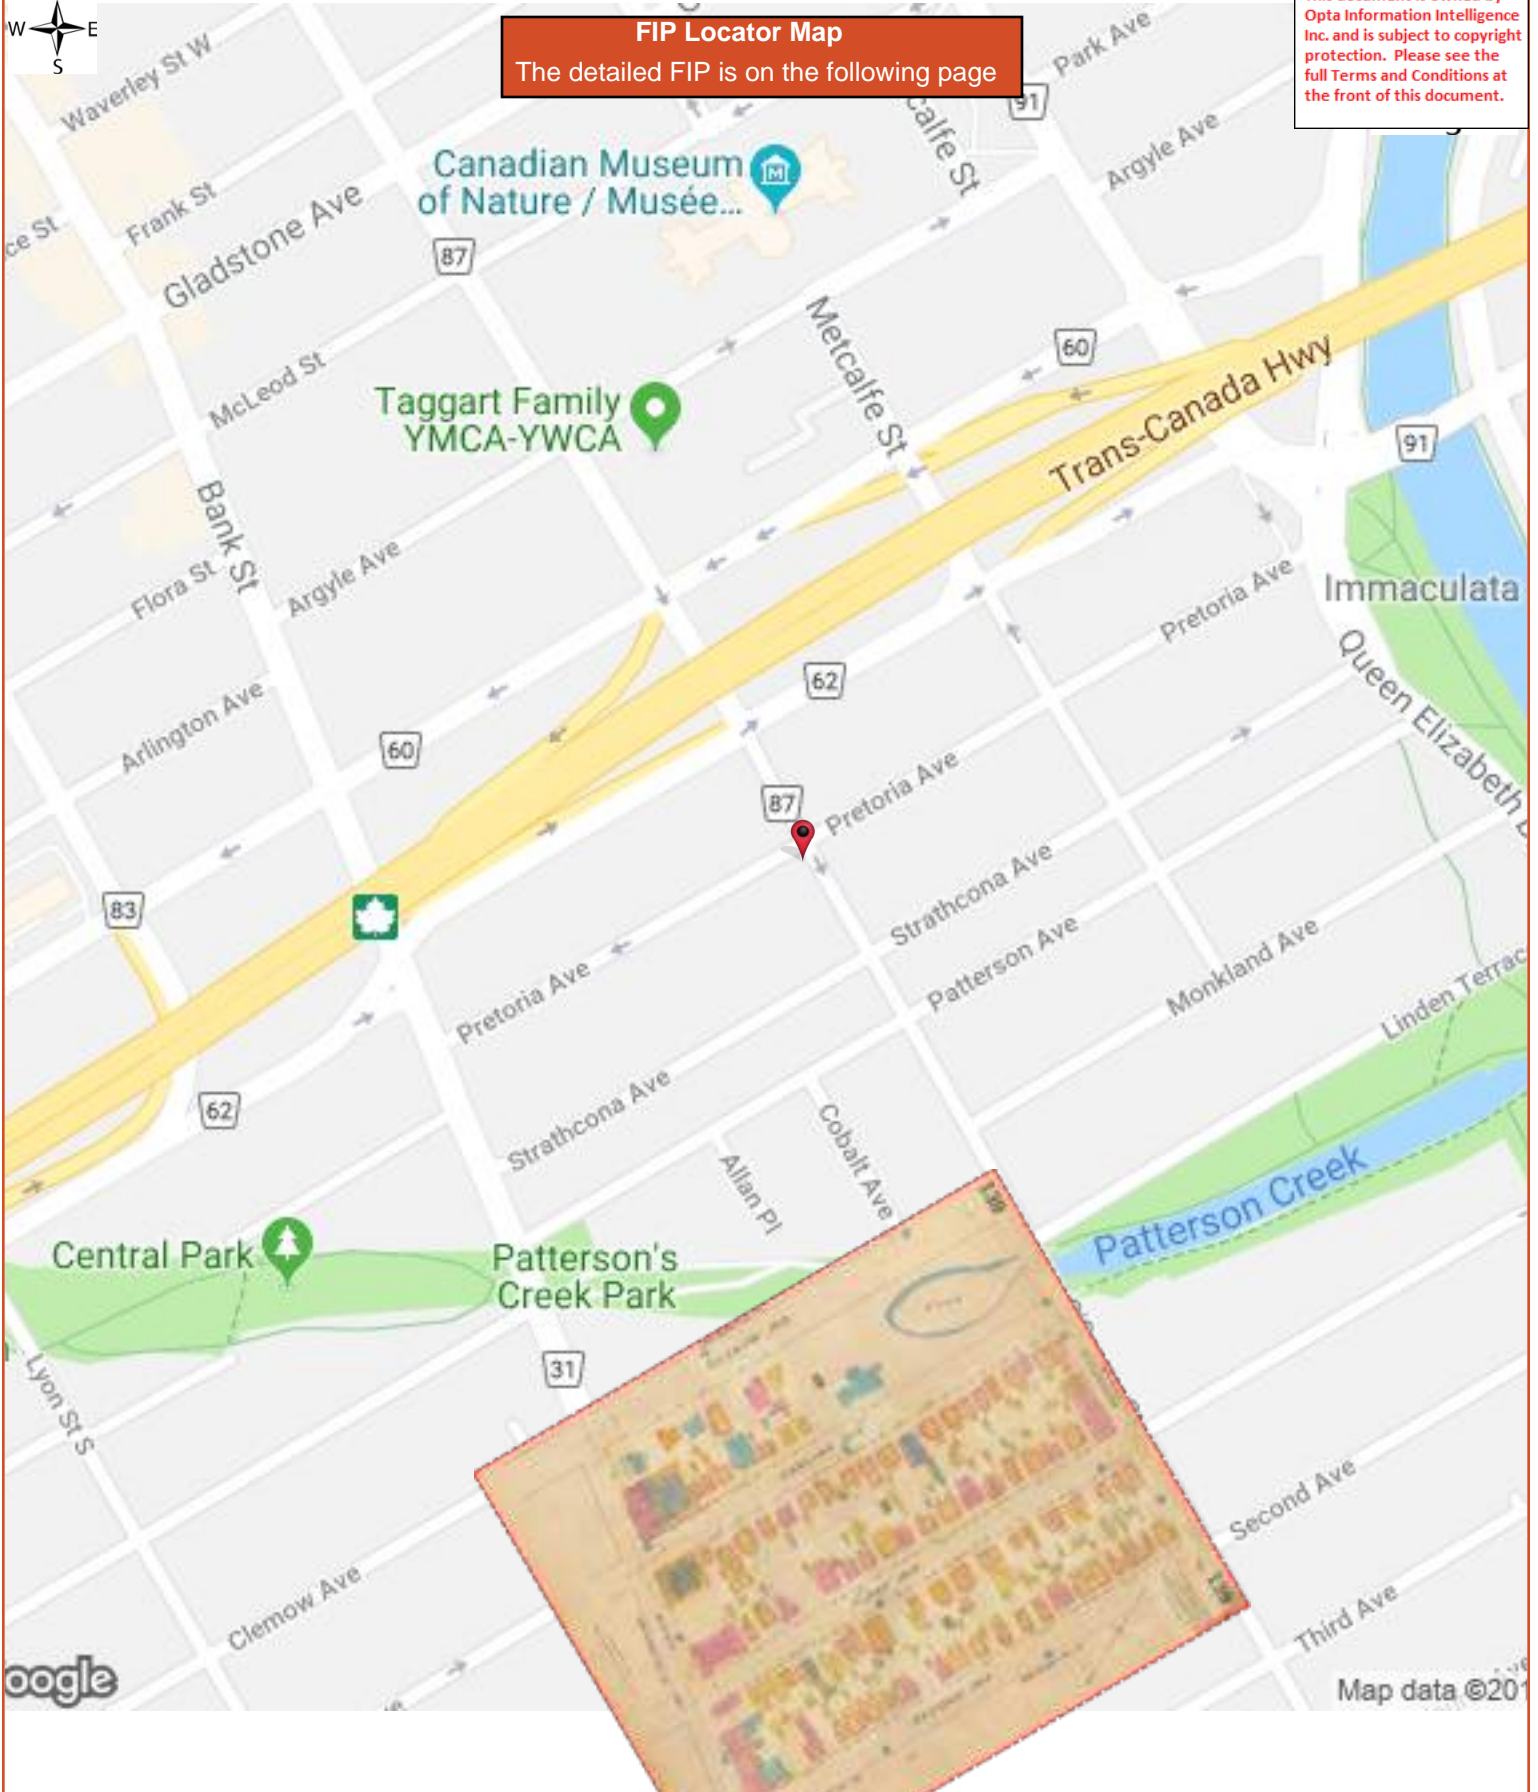 W
E
S
FIP Locator Map
The detailed FIP is on the following page
Opta Information Intelligence
Inc. and is subject to copyright
protection. Please see the
full Terms and Conditions at
the front of this document.
Waverley St W
Park Ave
91
Canadian Museum
of Nature / Musée...
Argyle Ave
Frank St
Gladstone Ave
87
McLeod St
Metcalfe St
60
Trans-Canada Hwy
Taggart Family
YMCA-YWCA
91
Bank St
Flora St
Argyle Ave
Pretoria Ave
Immaculata
Queen Elizabeth
62
Arlington Ave
60
87
Pretoria Ave
Strathcona Ave
83
Patterson Ave
Monkland Ave
Pretoria Ave
Linden Terrac
62
Strathcona Ave
Cobalt Ave
Allan Pl
Patterson Creek
Central Park
Patterson's
Creek Park
31
Lyon St S
Second Ave
Clemow Ave
Third Ave
oogle
Map data ©201